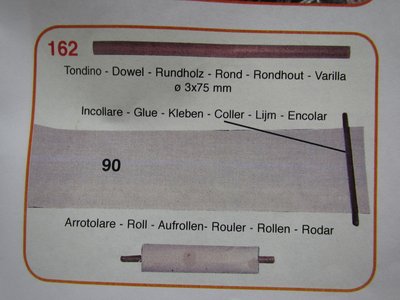 162
Tondino - Dowel - Rundholz - Rond - Rondhout - Varilla
ø 3x75 mm
Incollare - Glue - Kleben - Coller - Lijm - Encolar
90
Arrotolare - Roll - Aufrollen- Rouler - Rollen - Rodar